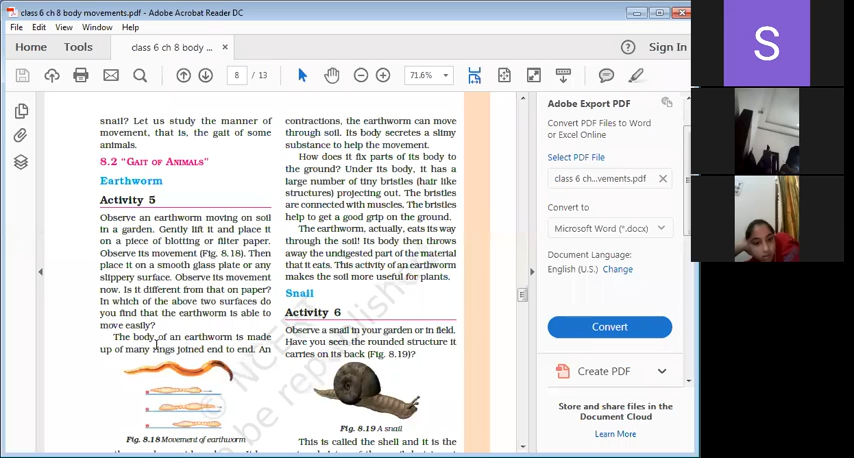 class 6 ch 8 body movements.pdf - Adobe Acrobat Reader DC
File Edit View Window Help
Home Tools class 6 ch 8 body ... × Sign In
8 / 13 71.6%
snail? Let us study the manner of
movement, that is, the gait of some
animals.
8.2 "GAIT OF ANIMALS"
Earthworm
Activity 5
Observe an earthworm moving on soil
in a garden. Gently lift it and place it
on a piece of blotting or filter paper.
Observe its movement (Fig. 8.18). Then
place it on a smooth glass plate or any
slippery surface. Observe its movement
now. Is it different from that on paper?
In which of the above two surfaces do
you find that the earthworm is able to
move easily?
The body of an earthworm is made
up of many rings joined end to end. An
Fig. 8.18 Movement of earthworm
contractions, the earthworm can move
through soil. Its body secretes a slimy
substance to help the movement.
How does it fix parts of its body to
the ground? Under its body, it has a
large number of tiny bristles (hair like
structures) projecting out. The bristles
are connected with muscles. The bristles
help to get a good grip on the ground.
The earthworm, actually, eats its way
through the soil! Its body then throws
away the undigested part of the material
that it eats. This activity of an earthworm
makes the soil more useful for plants.
Snail
Activity 6
Observe a snail in your garden or in field.
Have you seen the rounded structure it
carries on its back (Fig. 8.19)?
Fig. 8.19 A snail
This is called the shell and it is the
© NCERT
be republished
Adobe Export PDF
Convert PDF Files to Word
or Excel Online
Select PDF File
class 6 ch...vements.pdf
Convert to
Microsoft Word (*.docx)
Document Language:
English (U.S.) Change
Convert
Create PDF
Store and share files in the
Document Cloud
Learn More
S